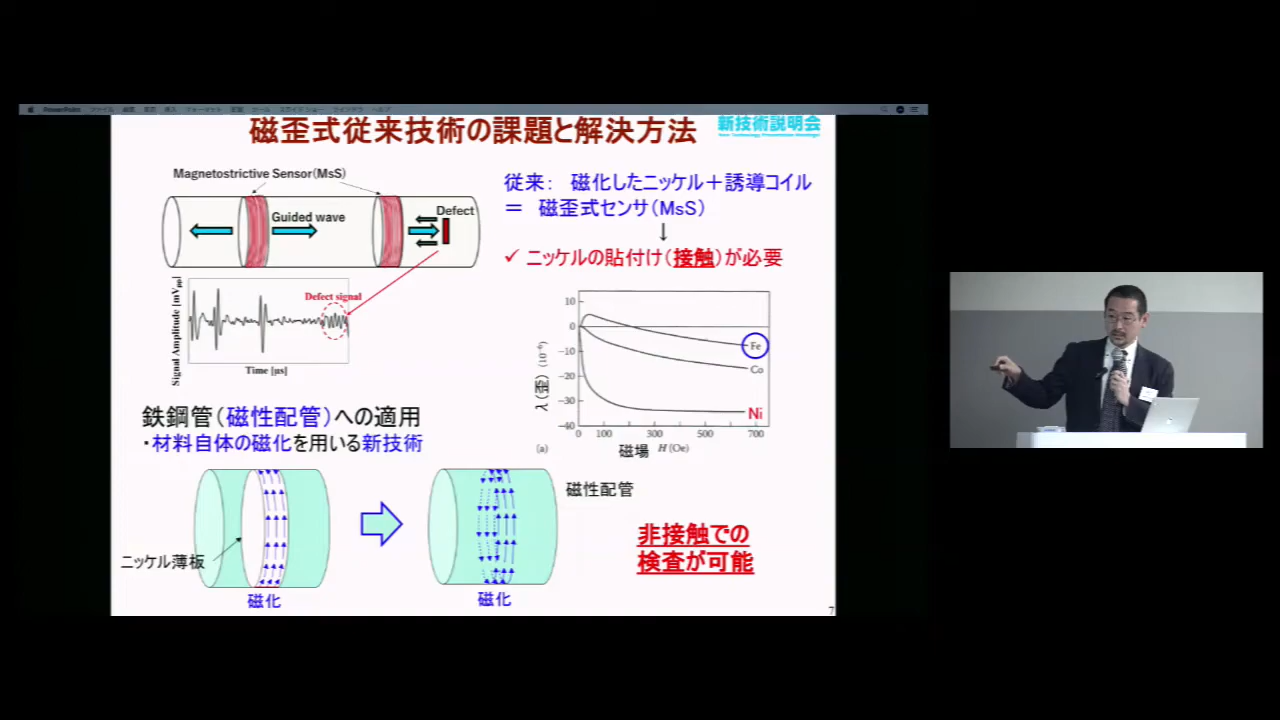 PowerPoint
磁歪式従来技術の課題と解決方法
新技術説明会
Magnetostrictive Sensor(MsS)
Guided wave
Defect
従来： 磁化したニッケル＋誘導コイル
＝ 磁歪式センサ(MsS)
↓
✓ ニッケルの貼付け(接触)が必要
Signal Amplitude [mVpp]
Defect signal
Time [μs]
λ(歪) (10⁻⁶)
10
0
−10
−20
−30
−40
Fe
Co
Ni
0 100 300 500 700
(a) 磁場 H (Oe)
鉄鋼管(磁性配管)への適用
・材料自体の磁化を用いる新技術
ニッケル薄板
磁化
磁性配管
磁化
非接触での
検査が可能
7